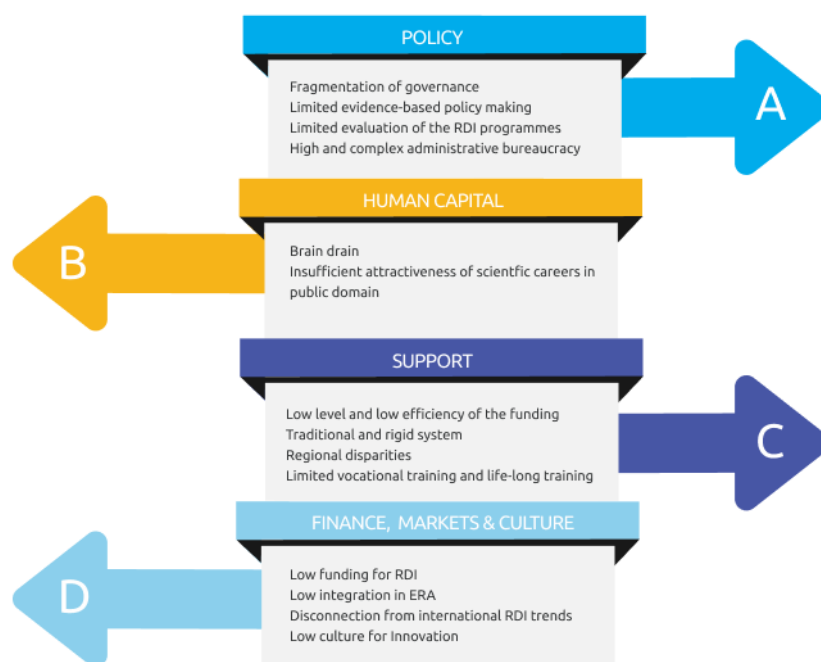 POLICY
Fragmentation of governance
Limited evidence-based policy making
Limited evaluation of the RDI programmes
High and complex administrative bureaucracy
A
HUMAN CAPITAL
B
Brain drain
Insufficient attractiveness of scientfic careers in
public domain
SUPPORT
Low level and low efficiency of the funding
Traditional and rigid system
Regional disparities
Limited vocational training and life-long training
C
FINANCE, MARKETS & CULTURE
D
Low funding for RDI
Low integration in ERA
Disconnection from international RDI trends
Low culture for Innovation